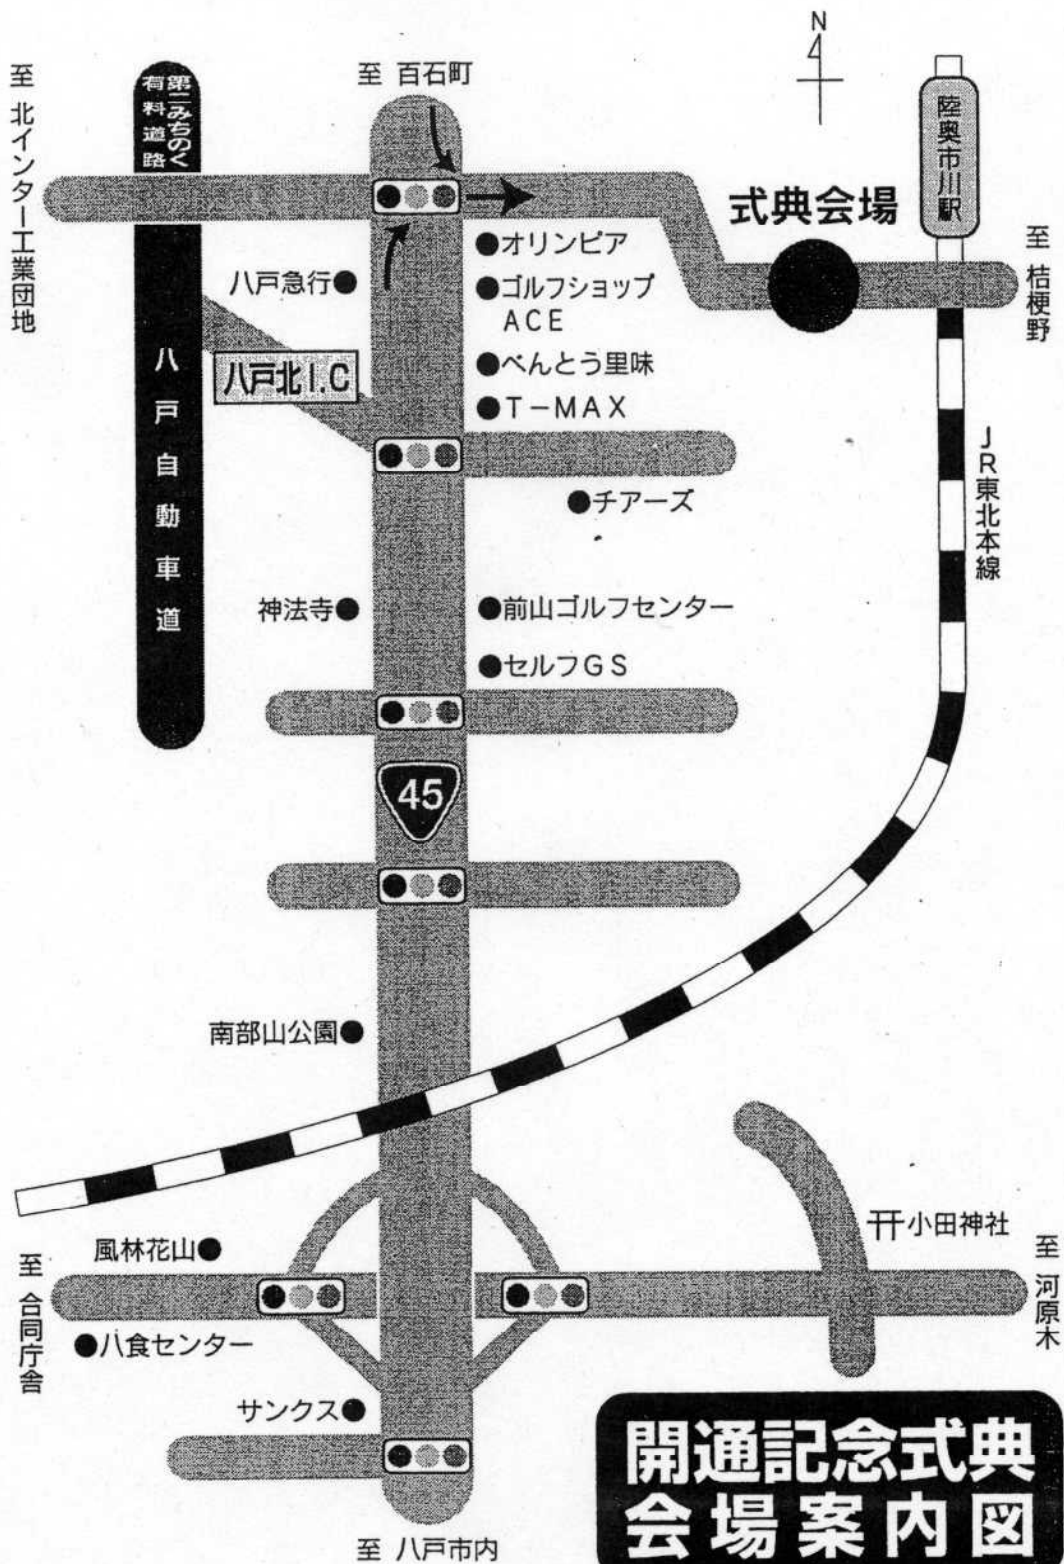 N
至 百石町
至 北インター工業団地
第二みちのく
有料道路
陸奥市川駅
式典会場
至 桔梗野
●オリンピア
八戸急行●
●ゴルフショップ
ACE
八戸北I.C
●べんとう里味
●T-MAX
八戸自動車道
JR東北本線
●チアーズ
神法寺●
●前山ゴルフセンター
●セルフGS
45
南部山公園●
小田神社
風林花山●
至 合同庁舎
至 河原木
●八食センター
サンクス●
開通記念式典
会場案内図
至 八戸市内